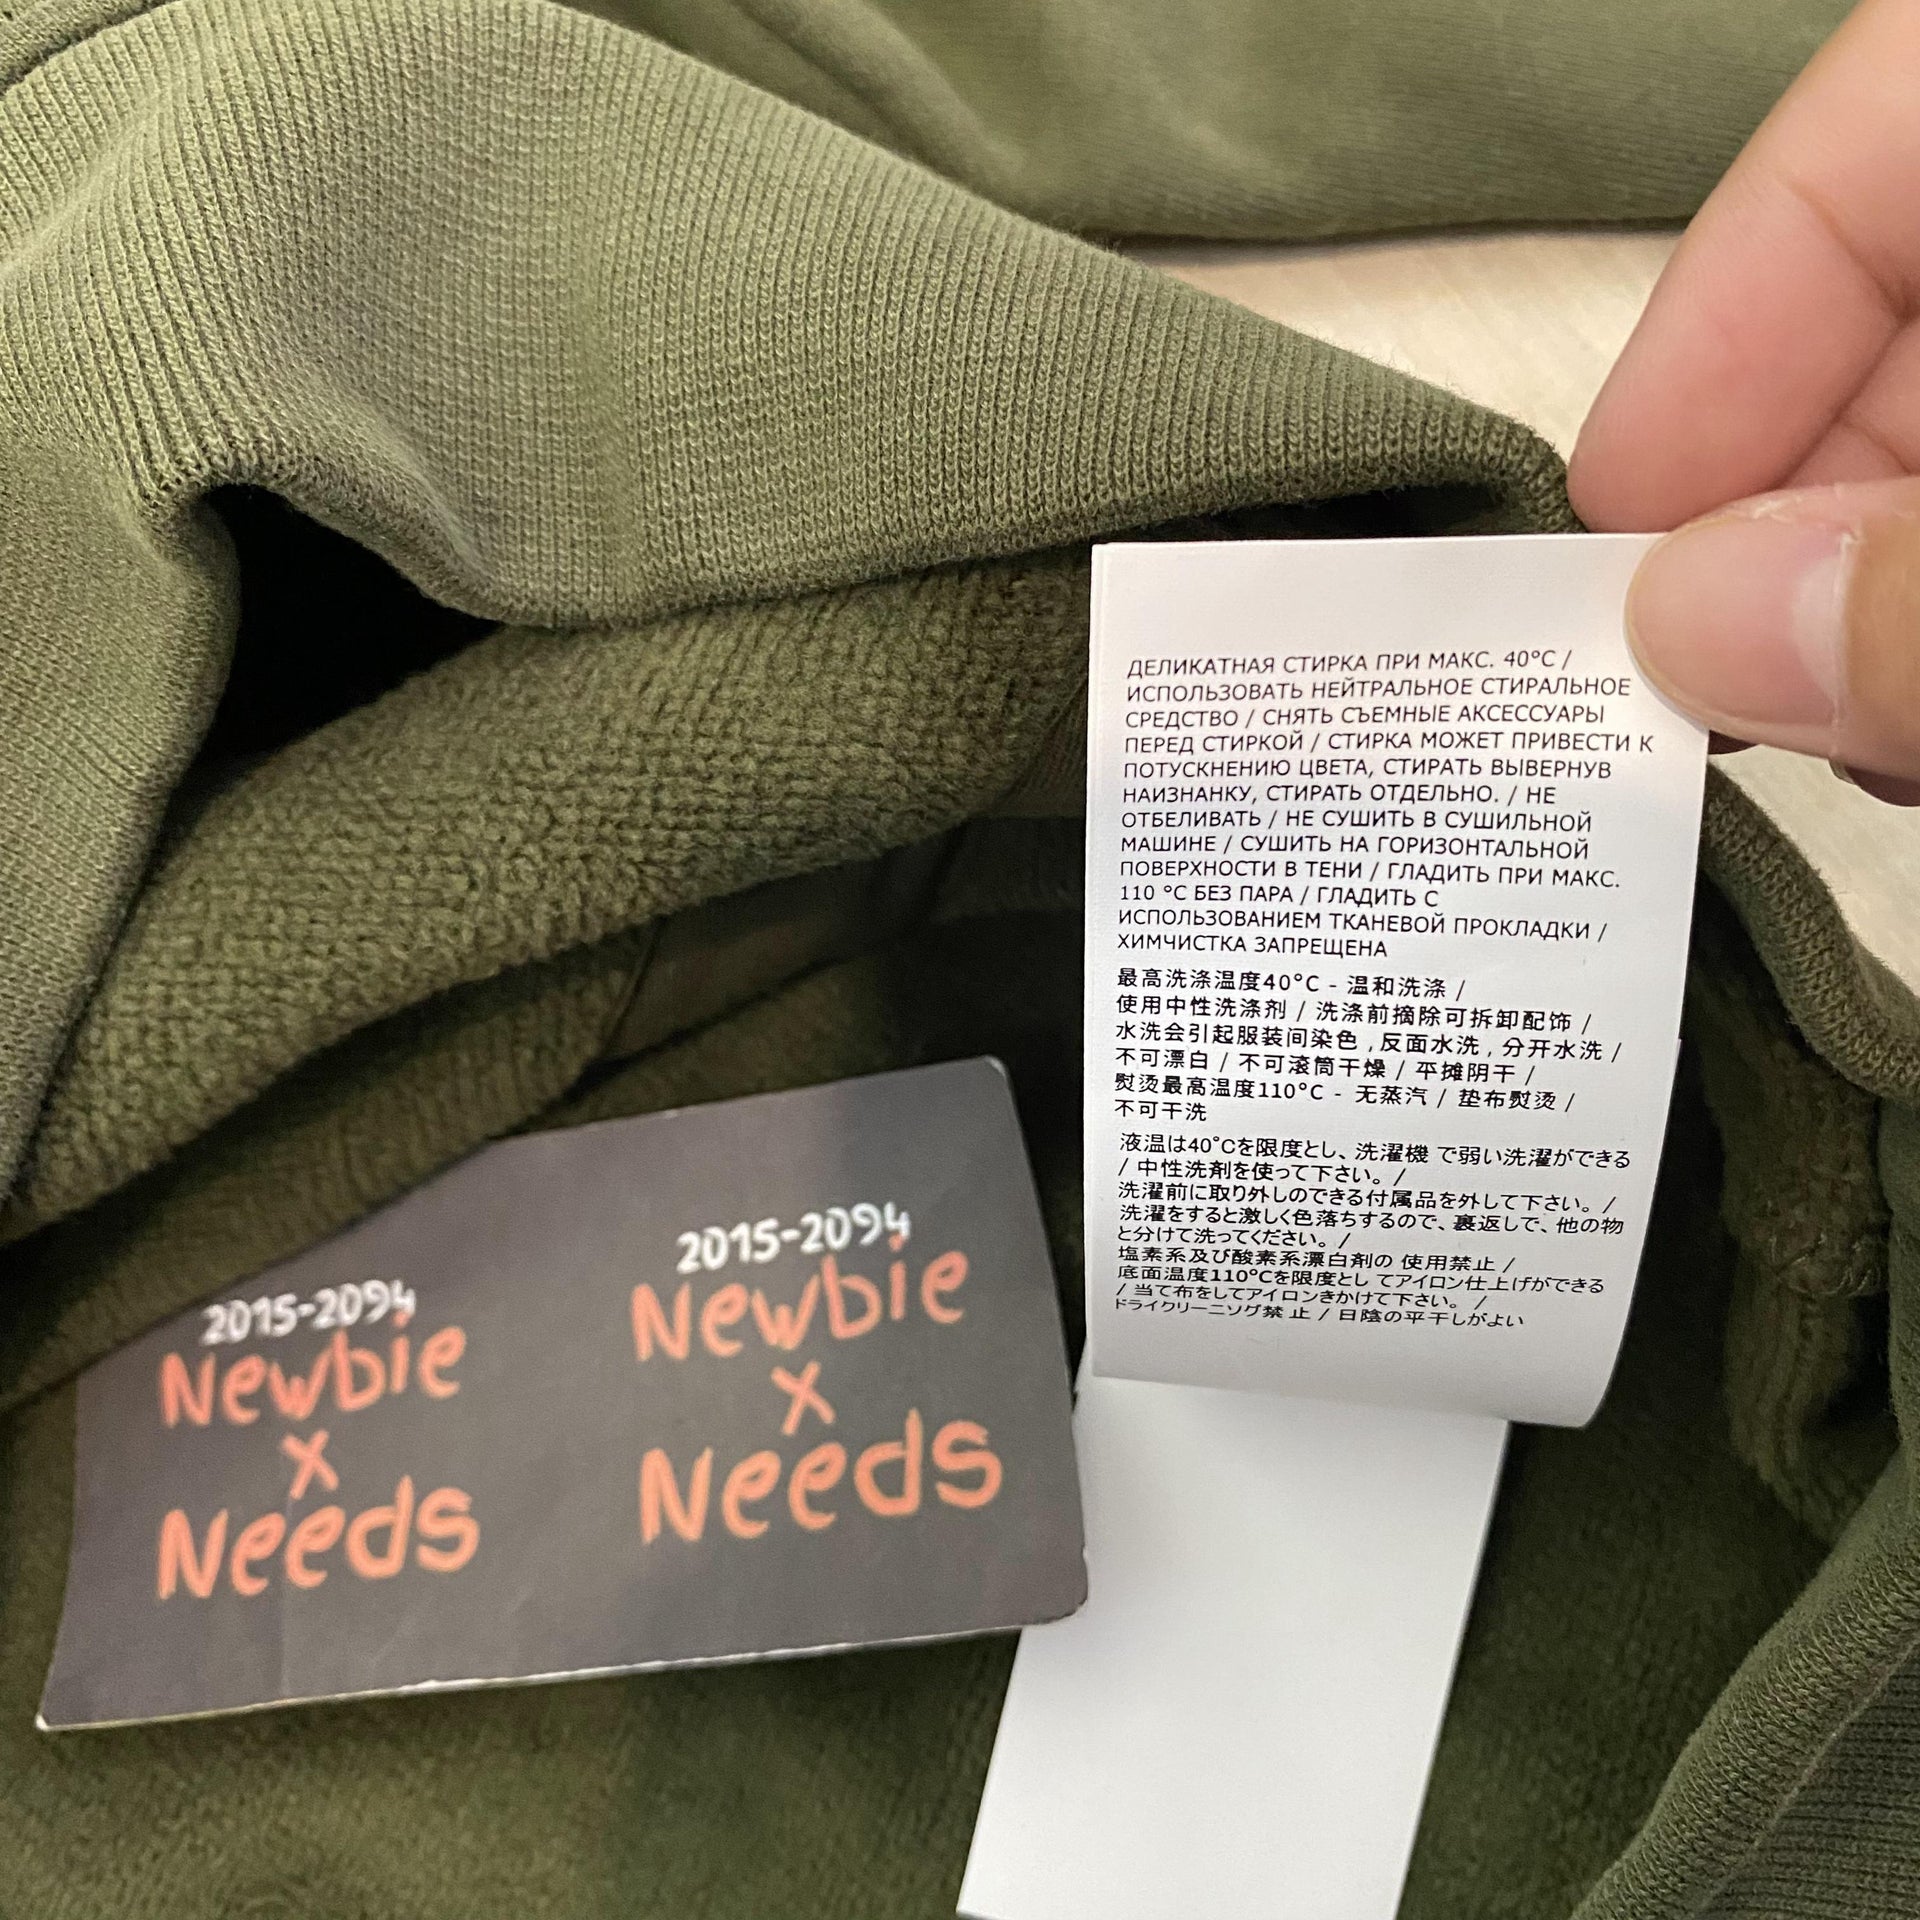 ДЕЛИКАТНАЯ СТИРКА ПРИ МАКС. 40°C /
ИСПОЛЬЗОВАТЬ НЕЙТРАЛЬНОЕ СТИРАЛЬНОЕ
СРЕДСТВО / СНЯТЬ СЪЕМНЫЕ АКСЕССУАРЫ
ПЕРЕД СТИРКОЙ / СТИРКА МОЖЕТ ПРИВЕСТИ К
ПОТУСКНЕНИЮ ЦВЕТА, СТИРАТЬ ВЫВЕРНУВ
НАИЗНАНКУ, СТИРАТЬ ОТДЕЛЬНО. / НЕ
ОТБЕЛИВАТЬ / НЕ СУШИТЬ В СУШИЛЬНОЙ
МАШИНЕ / СУШИТЬ НА ГОРИЗОНТАЛЬНОЙ
ПОВЕРХНОСТИ В ТЕНИ / ГЛАДИТЬ ПРИ МАКС.
110 °C БЕЗ ПАРА / ГЛАДИТЬ С
ИСПОЛЬЗОВАНИЕМ ТКАНЕВОЙ ПРОКЛАДКИ /
ХИМЧИСТКА ЗАПРЕЩЕНА
最高洗涤温度40°C - 温和洗涤 /
使用中性洗涤剂 / 洗涤前摘除可拆卸配饰 /
水洗会引起服装间染色 , 反面水洗 , 分开水洗 /
不可漂白 / 不可滚筒干燥 / 平摊阴干 /
熨烫最高温度110°C - 无蒸汽 / 垫布熨烫 /
不可干洗
液温は40°Cを限度とし、洗濯機 で弱い洗濯ができる
/ 中性洗剤を使って下さい。 /
洗濯前に取り外しのできる付属品を外して下さい。 /
洗濯をすると激しく色落ちするので、裏返しで、他の物
と分けて洗ってください。 /
塩素系及び酸素系漂白剤の 使用禁止 /
底面温度110°Cを限度とし てアイロン仕上げができる
/ 当て布をしてアイロンきかけて下さい。 /
ドライクリーニソグ禁 止 / 日陰の平干しがよい
2015-2094
Newbie
x
Needs
2015-2094
Newbie
x
Needs